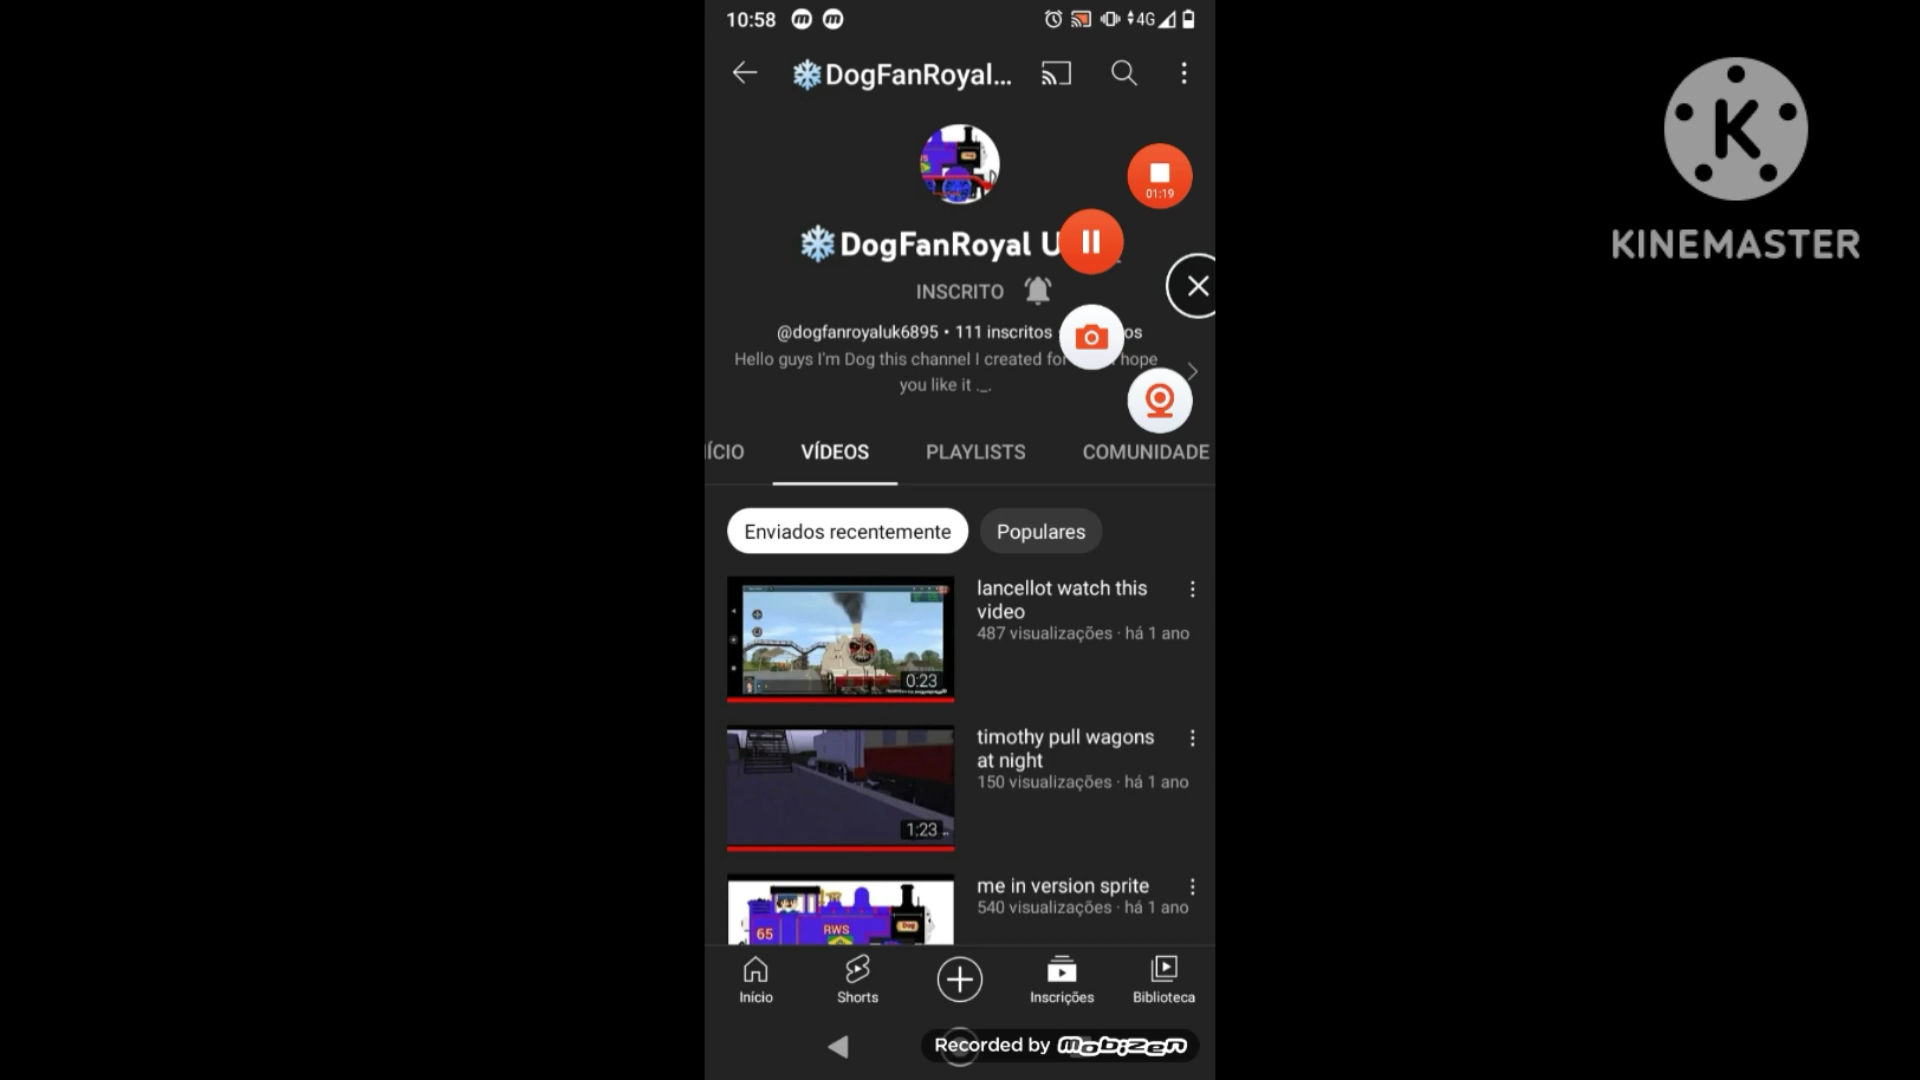 10:58
4G
DogFanRoyal...
01:19
DogFanRoyal U
INSCRITO
@dogfanroyaluk6895 • 111 inscritos
os
Hello guys I'm Dog this channel I created for hope
you like it ._.
ÍCIO VÍDEOS PLAYLISTS COMUNIDADE
Enviados recentemente Populares
lancellot watch this
video
487 visualizações · há 1 ano
0:23
timothy pull wagons
at night
150 visualizações · há 1 ano
1:23
me in version sprite
540 visualizações · há 1 ano
65 RWS Dog
Início Shorts Inscrições Biblioteca
Recorded by mobizen
K
KINEMASTER